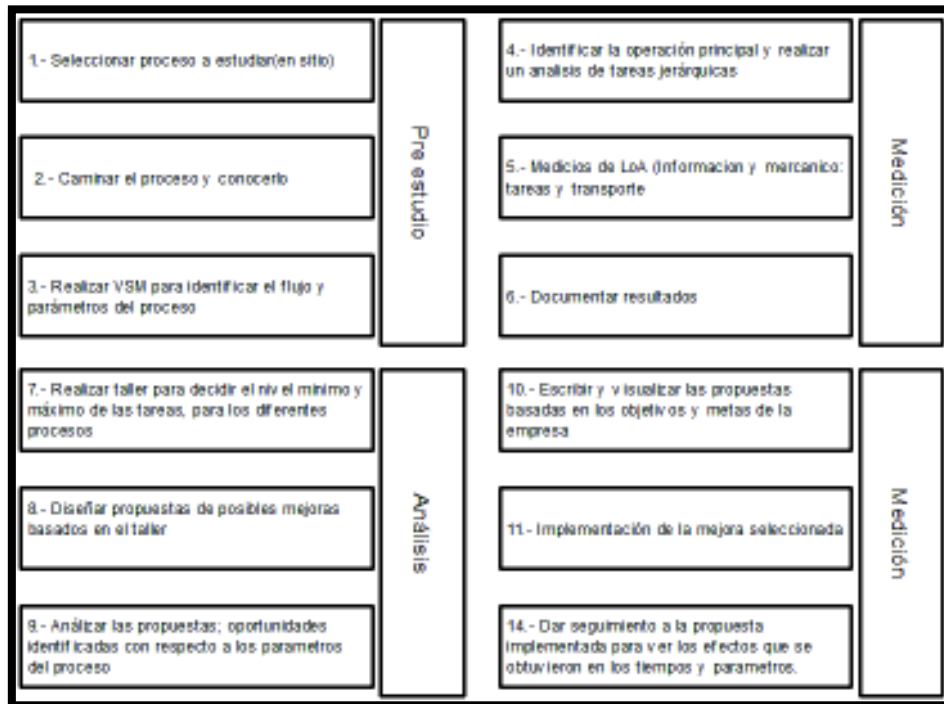 1.- Seleccionar proceso a estudiar(en sitio)
2.- Caminar el proceso y conocerlo
3.- Realizar VSM para identificar el flujo y
parámetros del proceso
Pre estudio
4.- Identificar la operación principal y realizar
un analisis de tareas jerárquicas
5.- Medicios de LoA (Informacion y mercanico:
tareas y transporte
6.- Documentar resultados
Medición
7.- Realizar taller para decidir el nivel mínimo y
máximo de las tareas, para los diferentes
procesos
8.- Diseñar propuestas de posibles mejoras
basados en el taller
9.- Análizar las propuestas; oportunidades
identificadas con respecto a los parametros
del proceso
Análisis
10.- Escribir y visualizar las propuestas
basadas en los objetivos y metas de la
empresa
11.- Implementación de la mejora seleccionada
14.- Dar seguimiento a la propuesta
implementada para ver los efectos que se
obtuvieron en los tiempos y parametros.
Medición